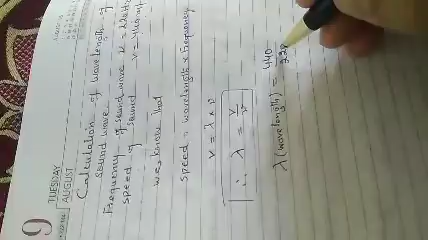 9
TUESDAY
AUGUST
Calculation of wavelength of
sound wave.
Frequency of sound wave ν = 220
speed of sound v = 440 m/
we know that
speed = wavelength × frequency
v = λ × ν
∴ λ = v/ν
λ (wavelength) = 440/220